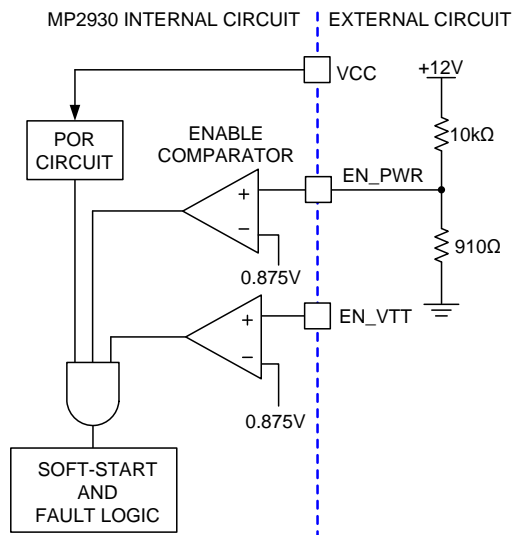 MP2930 INTERNAL CIRCUIT
EXTERNAL CIRCUIT
VCC
+12V
10kΩ
POR
CIRCUIT
ENABLE
COMPARATOR
+
−
0.875V
EN_PWR
910Ω
+
−
0.875V
EN_VTT
SOFT-START
AND
FAULT LOGIC